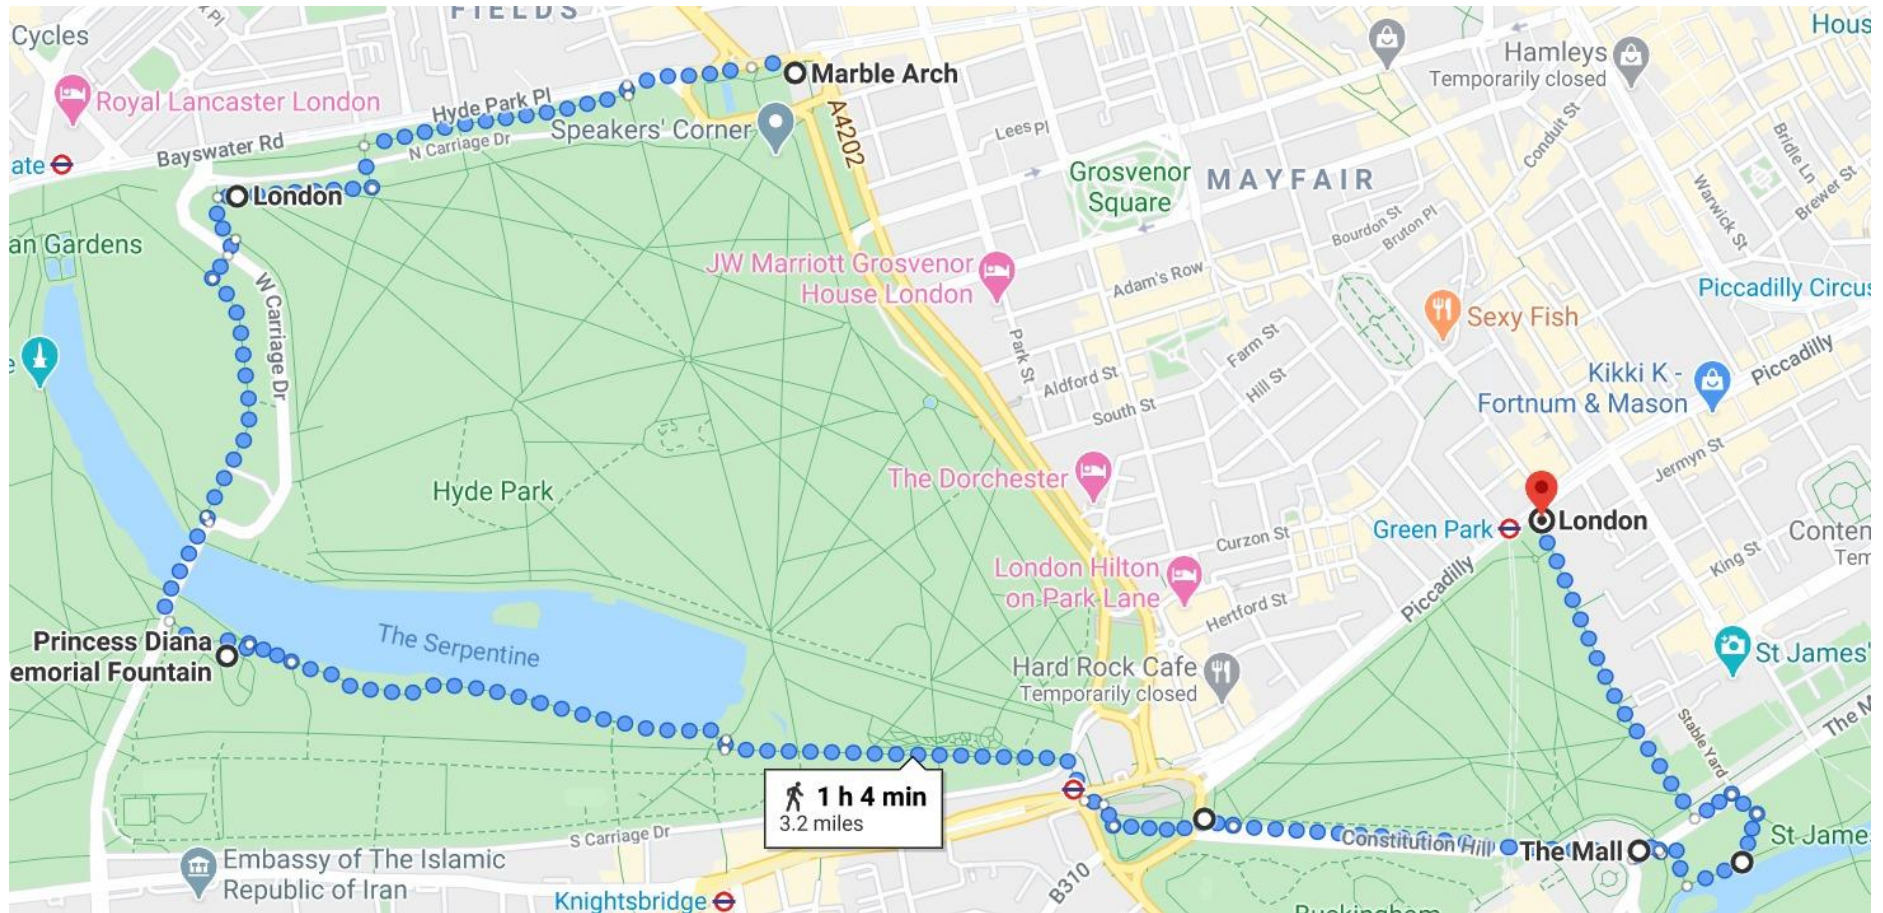 FIELDS
Cycles
Hous
Hamleys
Temporarily closed
Marble Arch
Royal Lancaster London
Hyde Park Pl
Speakers' Corner
A4202
Lees Pl
Conduit St
Bridle Ln
Brewer St
Bayswater Rd
N Carriage Dr
ate
London
Grosvenor
Square
MAYFAIR
Warwick St
Bourdon St
Bruton Pl
an Gardens
JW Marriott Grosvenor
House London
Adam's Row
Piccadilly Circus
W Carriage Dr
Sexy Fish
Park St
Farm St
Piccadilly
Aldford St
Hill St
Kikki K -
Fortnum & Mason
South St
Jermyn St
Hyde Park
The Dorchester
Green Park
London
Curzon St
Conten
Tem
King St
London Hilton
on Park Lane
Piccadilly
Hertford St
Princess Diana
emorial Fountain
The Serpentine
Hard Rock Cafe
Temporarily closed
St James'
Stable Yard
The M
1 h 4 min
3.2 miles
S Carriage Dr
Constitution Hill
The Mall
St Jame
Embassy of The Islamic
Republic of Iran
Knightsbridge
B310